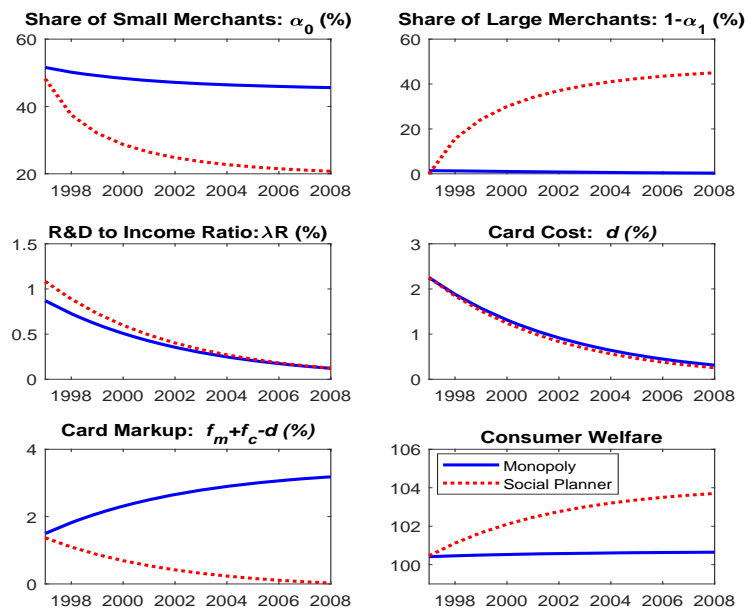 Share of Small Merchants: α₀ (%)
60
40
20
1998 2000 2002 2004 2006 2008
Share of Large Merchants: 1-α₁ (%)
60
40
20
0
1998 2000 2002 2004 2006 2008
R&D to Income Ratio:λR (%)
1.5
1
0.5
0
1998 2000 2002 2004 2006 2008
Card Cost: d (%)
3
2
1
0
1998 2000 2002 2004 2006 2008
Card Markup: f_m+f_c-d (%)
4
2
0
1998 2000 2002 2004 2006 2008
Consumer Welfare
106
104
102
100
Monopoly
Social Planner
1998 2000 2002 2004 2006 2008